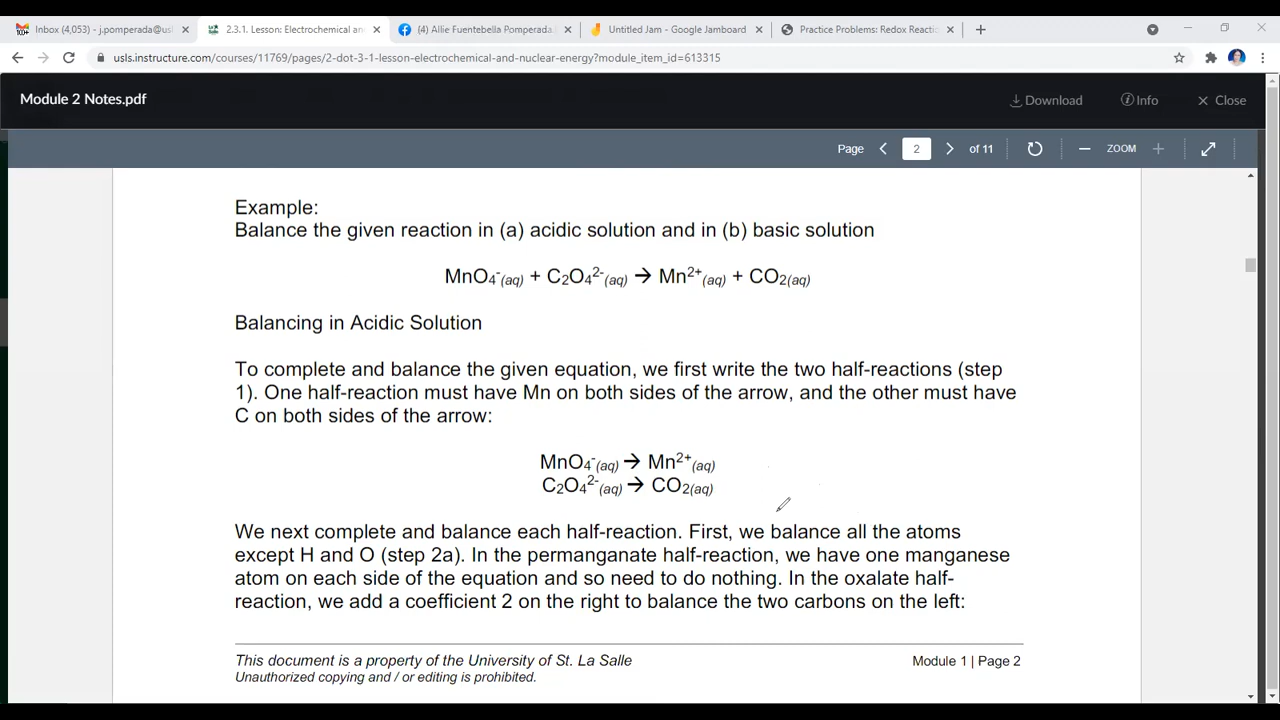 Inbox (4,053) - j.pomperada@us
2.3.1. Lesson: Electrochemical an
(4) Allie Fuentebella Pomperada.
Untitled Jam - Google Jamboard
Practice Problems: Redox Reacti
usls.instructure.com/courses/11769/pages/2-dot-3-1-lesson-electrochemical-and-nuclear-energy?module_item_id=613315
Module 2 Notes.pdf
Download
Info
Close
Page 2 of 11
ZOOM
Example:
Balance the given reaction in (a) acidic solution and in (b) basic solution
MnO₄⁻(aq) + C₂O₄²⁻(aq) → Mn²⁺(aq) + CO₂(aq)
Balancing in Acidic Solution
To complete and balance the given equation, we first write the two half-reactions (step
1). One half-reaction must have Mn on both sides of the arrow, and the other must have
C on both sides of the arrow:
MnO₄⁻(aq) → Mn²⁺(aq)
C₂O₄²⁻(aq) → CO₂(aq)
We next complete and balance each half-reaction. First, we balance all the atoms
except H and O (step 2a). In the permanganate half-reaction, we have one manganese
atom on each side of the equation and so need to do nothing. In the oxalate half-
reaction, we add a coefficient 2 on the right to balance the two carbons on the left:
This document is a property of the University of St. La Salle
Module 1 | Page 2
Unauthorized copying and / or editing is prohibited.